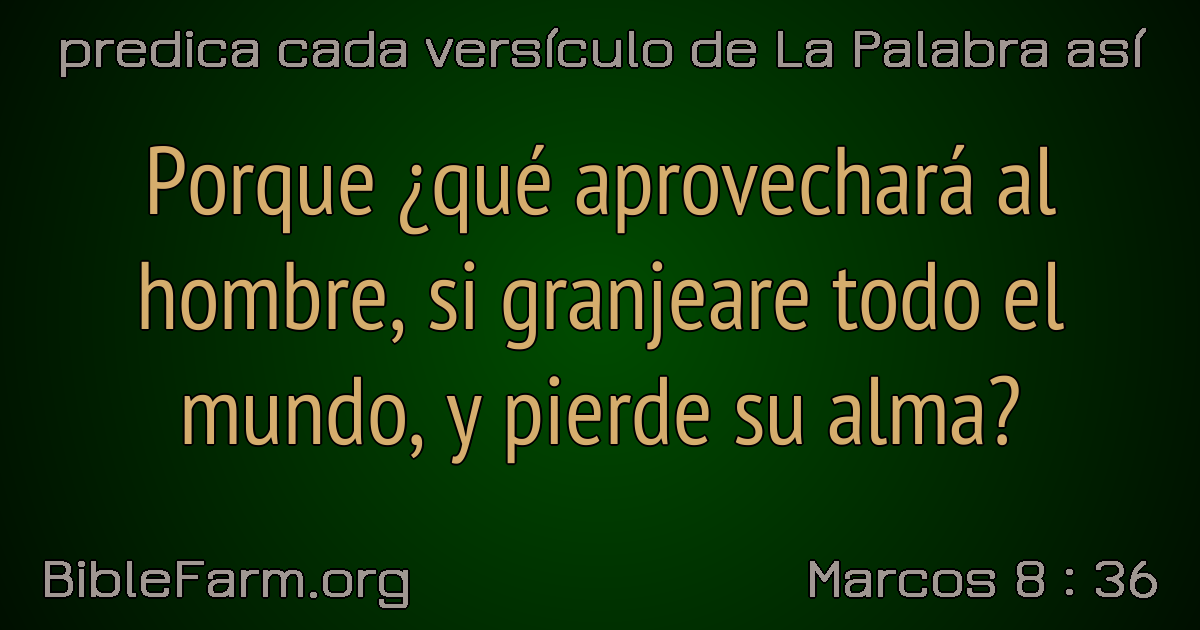 predica cada versículo de La Palabra así
Porque ¿qué aprovechará al
hombre, si granjeare todo el
mundo, y pierde su alma?
BibleFarm.org
Marcos 8 : 36